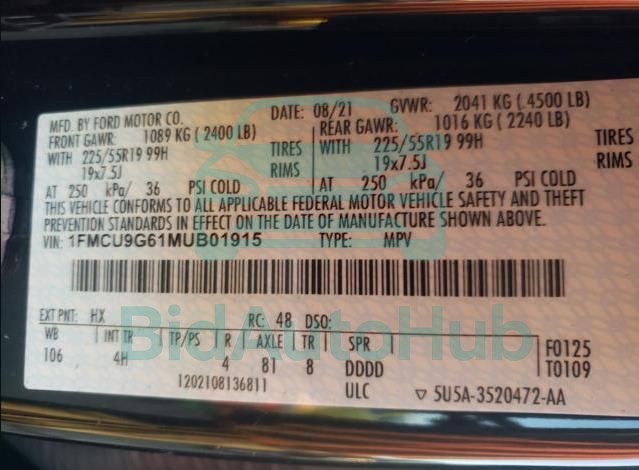 MFD. BY FORD MOTOR CO. DATE: 08/21 GVWR: 2041 KG (.4500 LB)
FRONT GAWR: 1089 KG ( 2400 LB) REAR GAWR: 1016 KG ( 2240 LB)
WITH 225/55R19 99H TIRES WITH 225/55R19 99H TIRES
19x7.5J RIMS 19x7.5J RIMS
AT 250 kPa/ 36 PSI COLD AT 250 kPa/ 36 PSI COLD
THIS VEHICLE CONFORMS TO ALL APPLICABLE FEDERAL MOTOR VEHICLE SAFETY AND THEFT
PREVENTION STANDARDS IN EFFECT ON THE DATE OF MANUFACTURE SHOWN ABOVE.
VIN: 1FMCU9G61MUB01915 TYPE: MPV
EXT PNT: HX RC: 48 DSO:
WB INT TR TP/PS R AXLE TR SPR F0125
106 4H 4 81 8 DDDD T0109
1202108136811 ULC ▽ 5U5A-3520472-AA
BidAutoHub